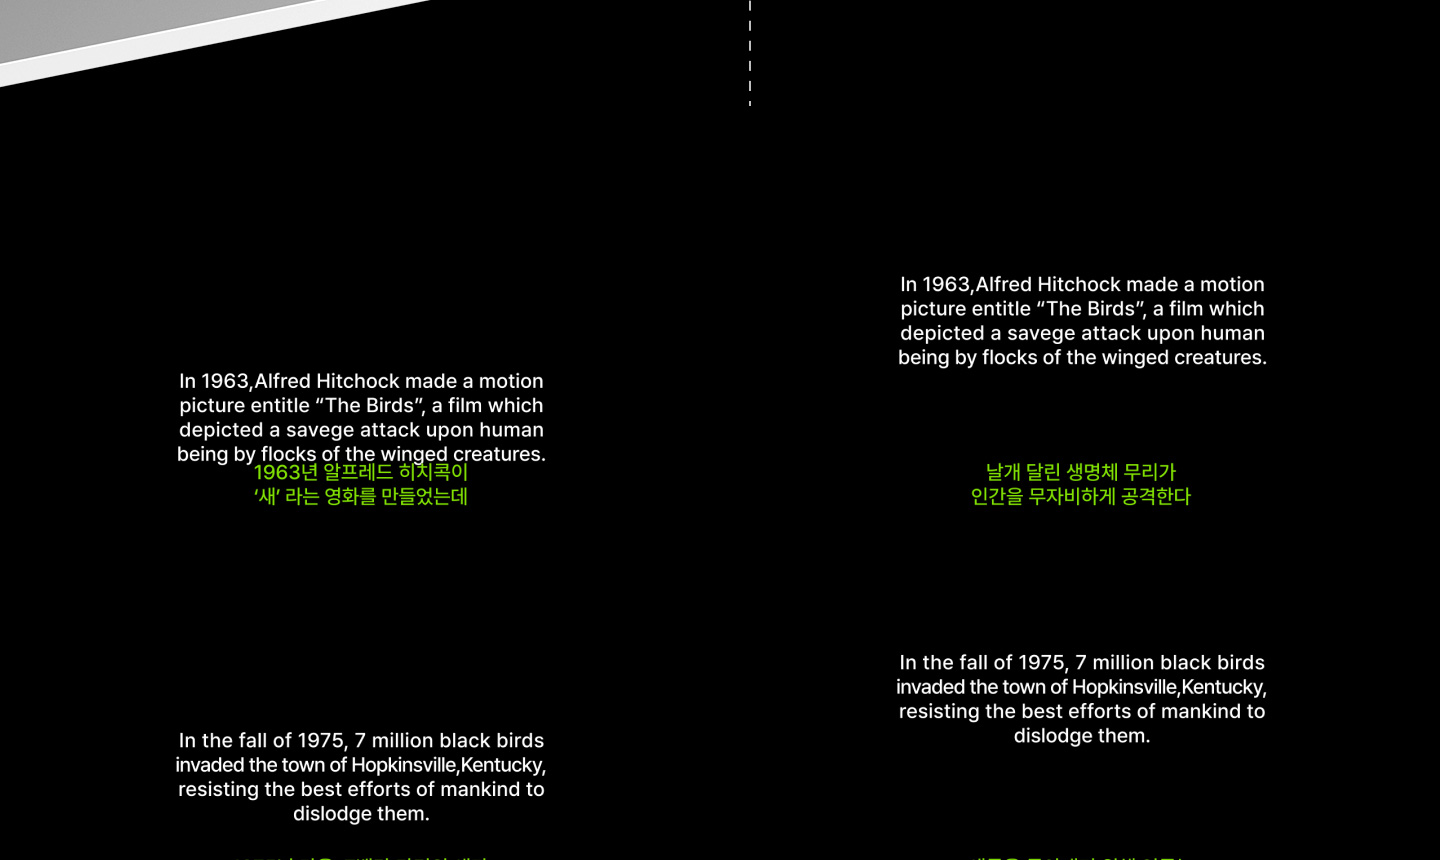 In 1963,Alfred Hitchock made a motion
picture entitle “The Birds”, a film which
depicted a savege attack upon human
being by flocks of the winged creatures.
1963년 알프레드 히치콕이
‘새’ 라는 영화를 만들었는데
In the fall of 1975, 7 million black birds
invaded the town of Hopkinsville,Kentucky,
resisting the best efforts of mankind to
dislodge them.
In 1963,Alfred Hitchock made a motion
picture entitle “The Birds”, a film which
depicted a savege attack upon human
being by flocks of the winged creatures.
날개 달린 생명체 무리가
인간을 무자비하게 공격한다
In the fall of 1975, 7 million black birds
invaded the town of Hopkinsville,Kentucky,
resisting the best efforts of mankind to
dislodge them.